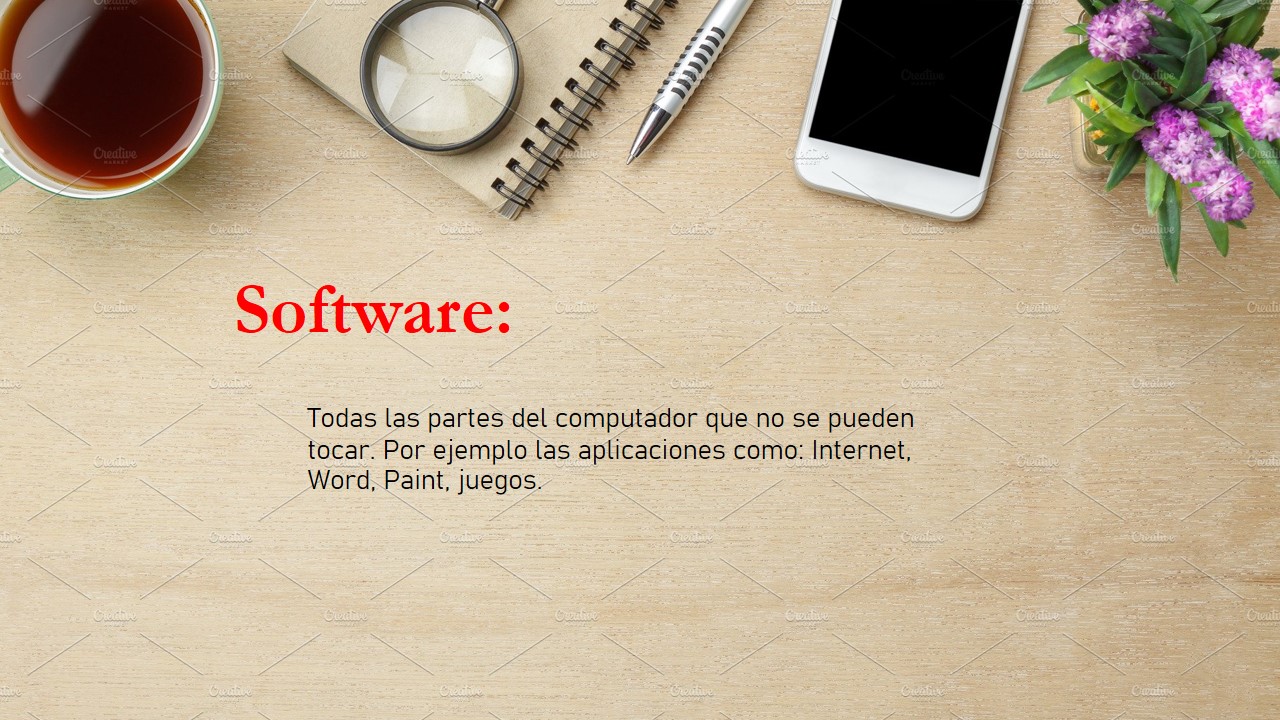 Software:
Todas las partes del computador que no se pueden
tocar. Por ejemplo las aplicaciones como: Internet,
Word, Paint, juegos.